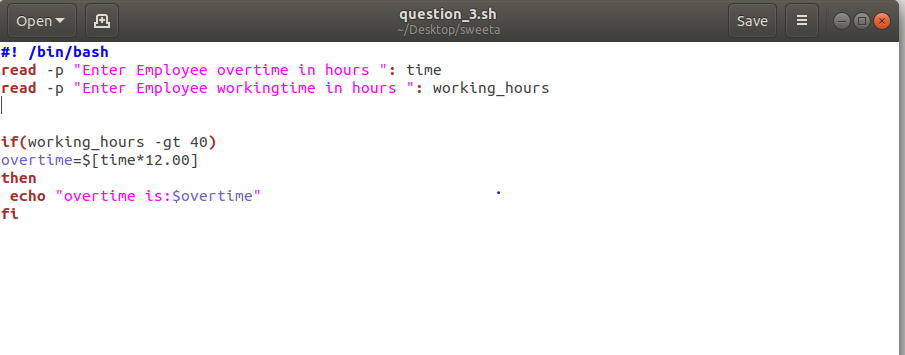 Open
question_3.sh
~/Desktop/sweeta
Save
#! /bin/bash
read -p "Enter Employee overtime in hours ": time
read -p "Enter Employee workingtime in hours ": working_hours
if(working_hours -gt 40)
overtime=$[time*12.00]
then
 echo "overtime is:$overtime"
fi